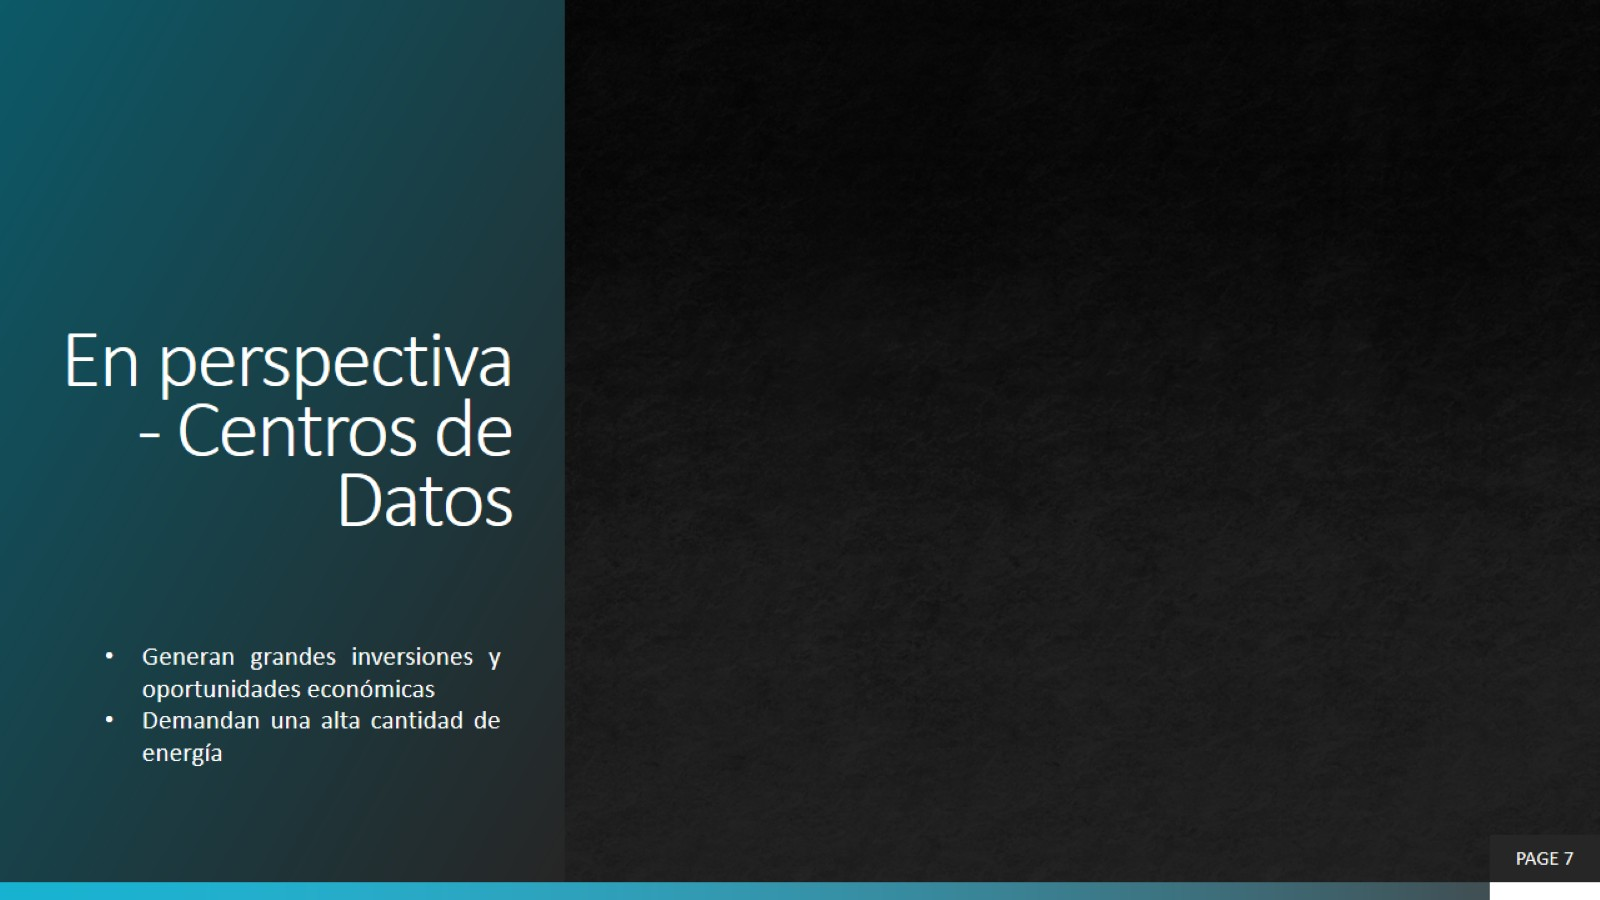 En perspectiva
- Centros de
Datos
• Generan grandes inversiones y
oportunidades económicas
• Demandan una alta cantidad de
energía
PAGE 7